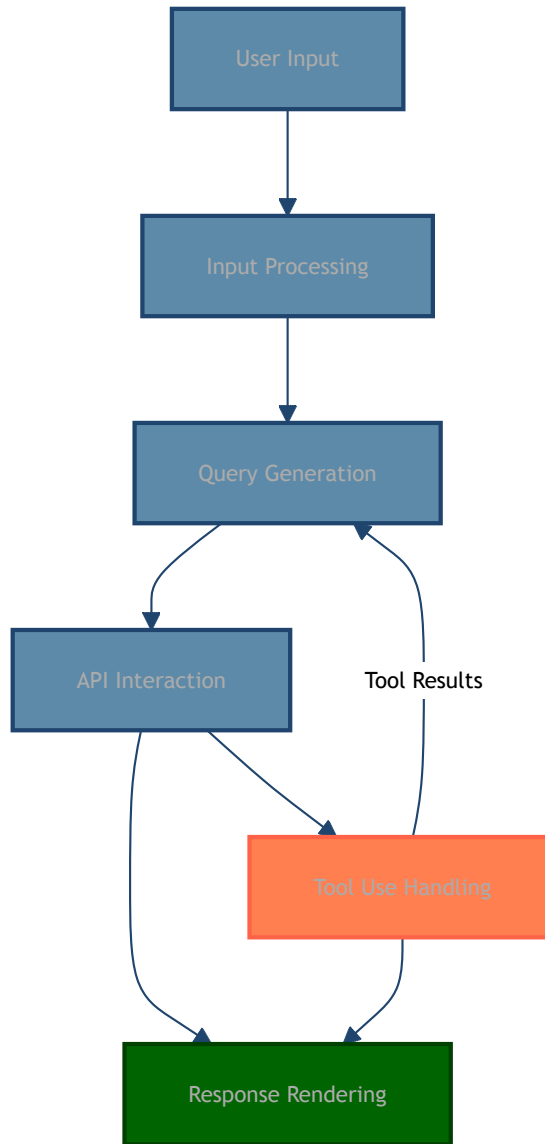 User Input
Input Processing
Query Generation
API Interaction
Tool Results
Tool Use Handling
Response Rendering